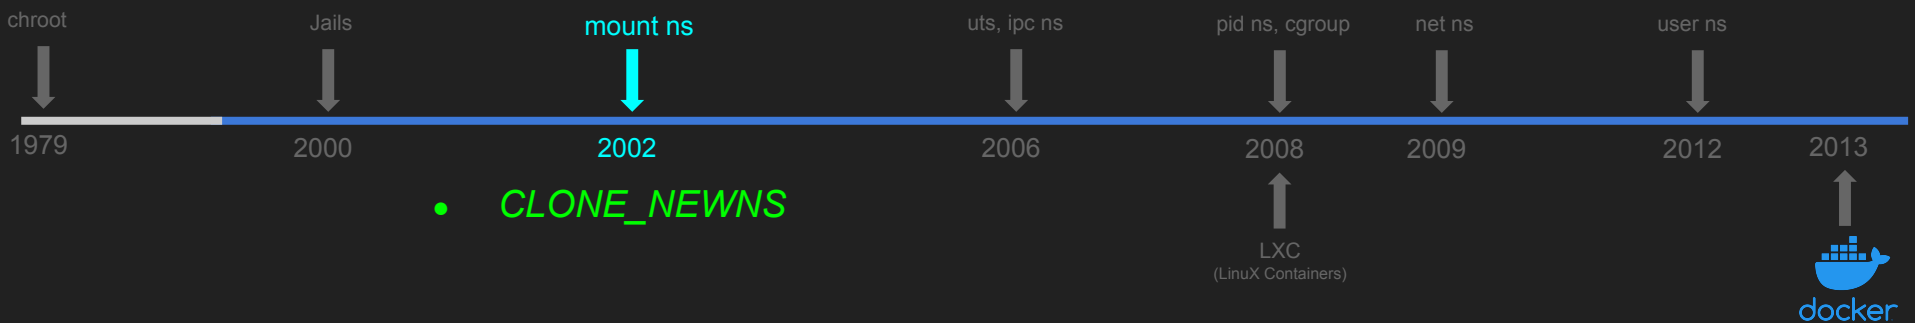 chroot
Jails
mount ns
uts, ipc ns
pid ns, cgroup
net ns
user ns
1979
2000
2002
2006
2008
2009
2012
2013
• CLONE_NEWNS
LXC
(LinuX Containers)
docker